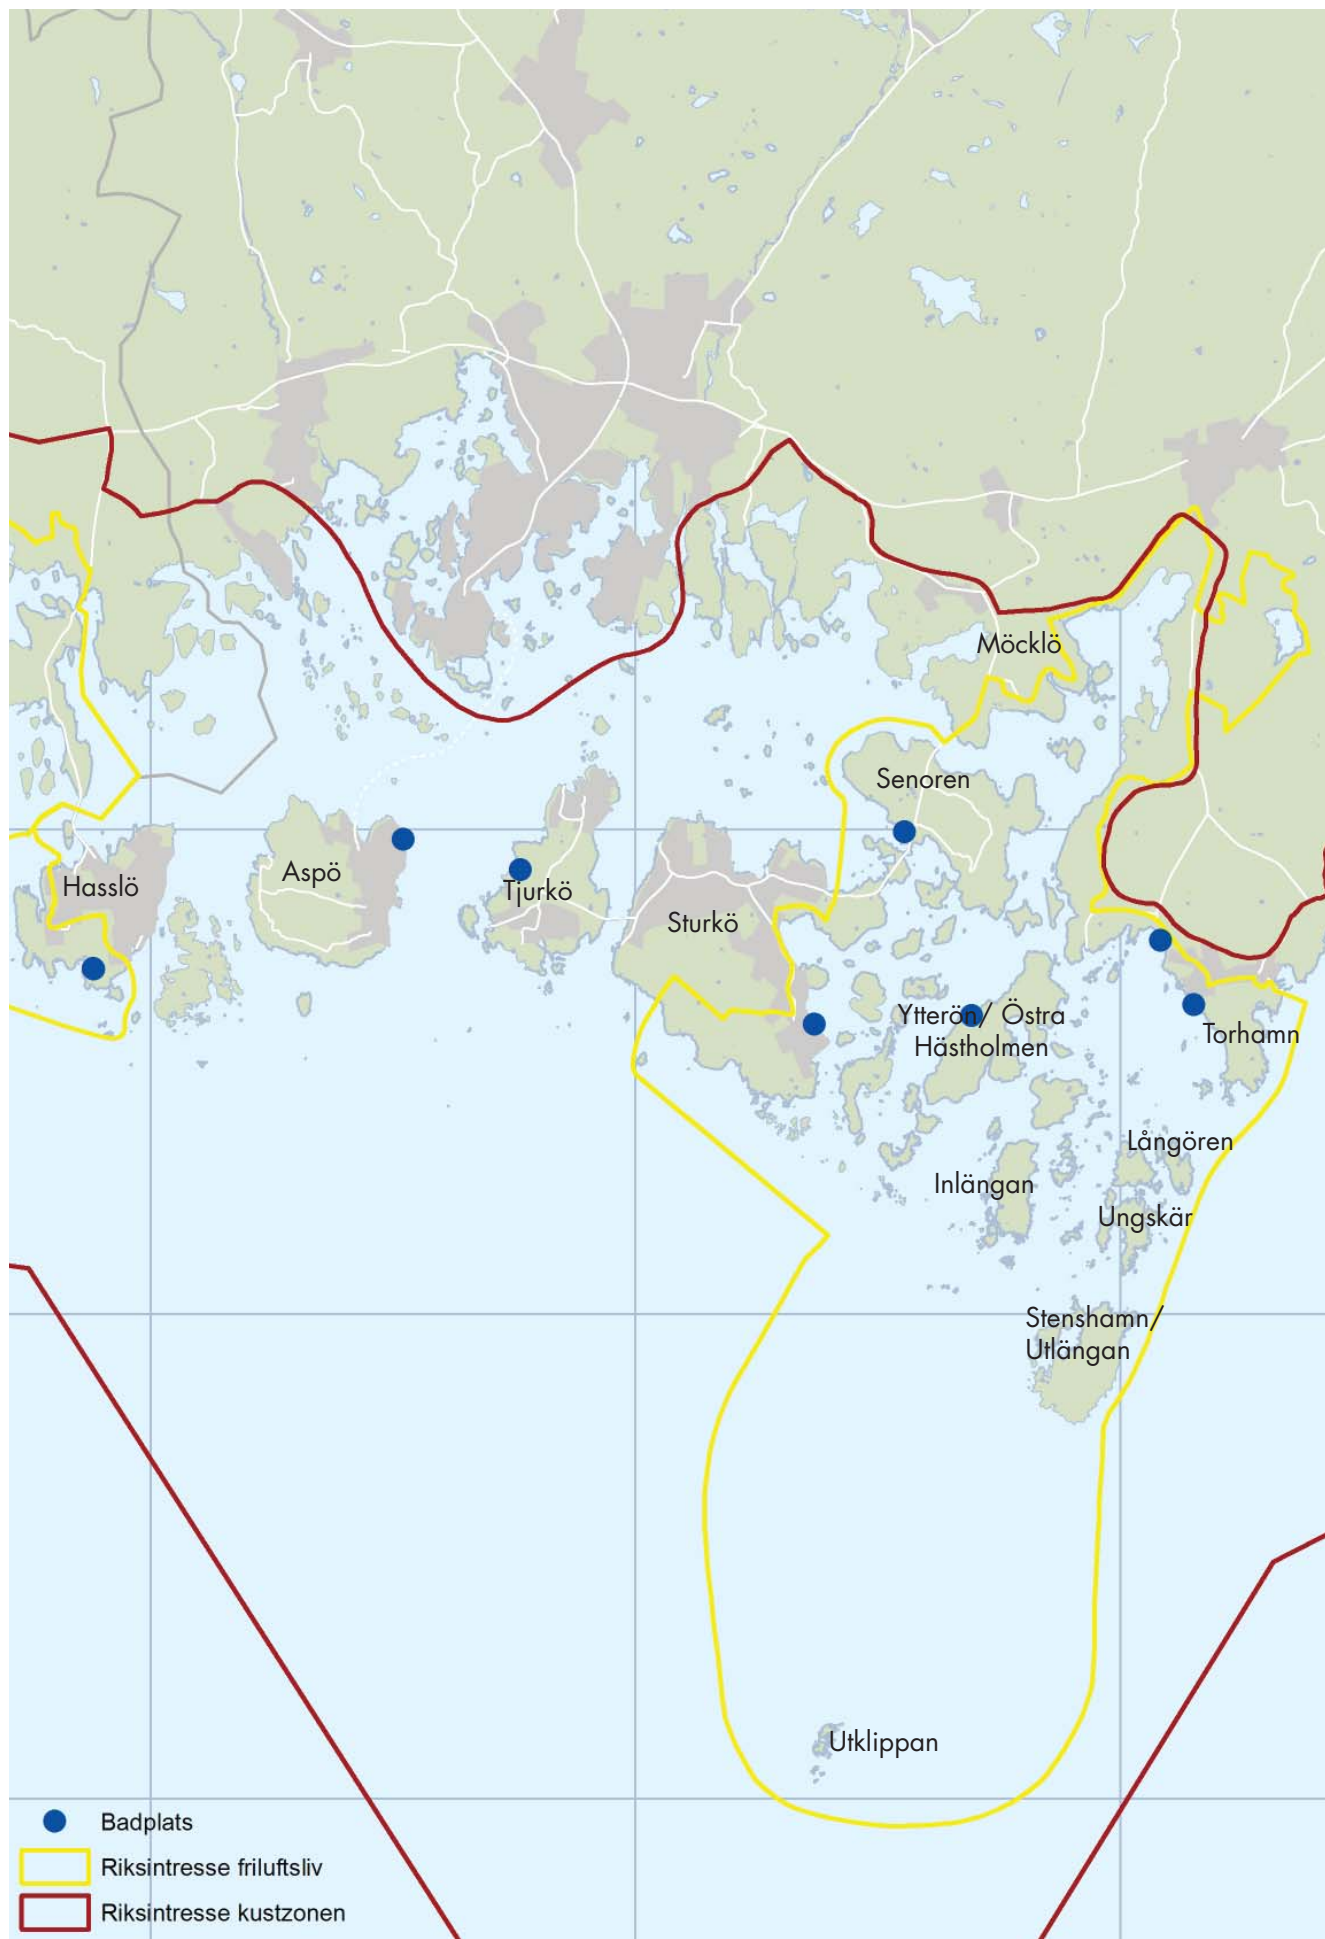 Möcklö
Senoren
Aspö
Hasslö
Tjurkö
Sturkö
Ytterön/ Östra
Hästholmen
Torhamn
Långören
Inlängan
Ungskär
Stenshamn/
Utlängan
Utklippan
Badplats
Riksintresse friluftsliv
Riksintresse kustzonen